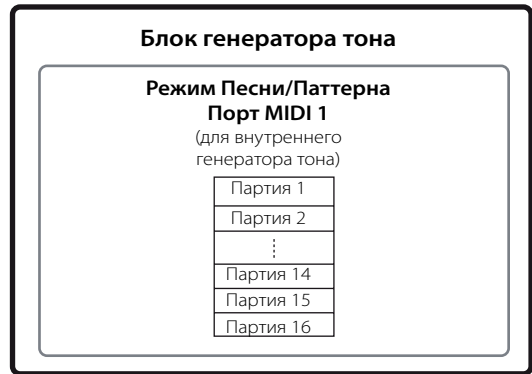 Блок генератора тона
Режим Песни/Паттерна
Порт MIDI 1
(для внутреннего
генератора тона)
Партия 1
Партия 2
Партия 14
Партия 15
Партия 16